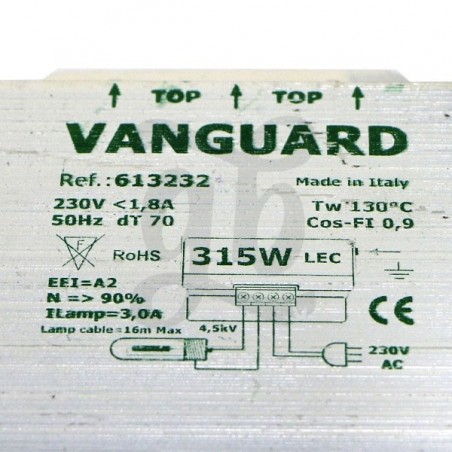 ↑ TOP ↑ TOP ↑
VANGUARD
Ref.:613232 Made in Italy
230V <1,8A Tw 130°C
50Hz dT 70 Cos-FI 0,9
F RoHS 315W LEC
EEI=A2
N => 90%
ILamp=3,0A CE
Lamp cable=16m Max 4,5kV
230V
AC